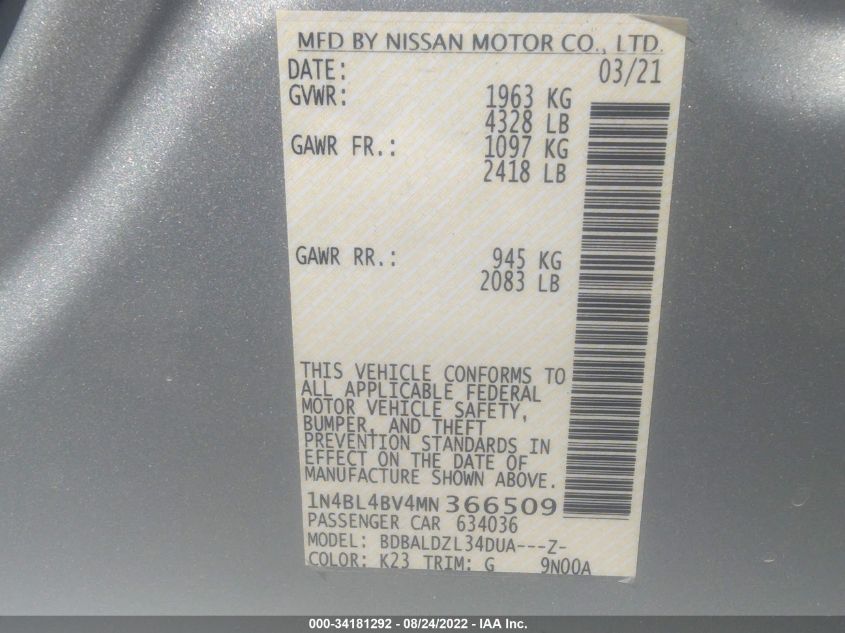 MFD BY NISSAN MOTOR CO., LTD.
DATE: 03/21
GVWR: 1963 KG
4328 LB
GAWR FR.: 1097 KG
2418 LB
GAWR RR.: 945 KG
2083 LB
THIS VEHICLE CONFORMS TO
ALL APPLICABLE FEDERAL
MOTOR VEHICLE SAFETY,
BUMPER, AND THEFT
PREVENTION STANDARDS IN
EFFECT ON THE DATE OF
MANUFACTURE SHOWN ABOVE.
1N4BL4BV4MN 366509
PASSENGER CAR 634036
MODEL: BDBALDZL34DUA---Z-
COLOR: K23 TRIM: G 9N00A
000-34181292 - 08/24/2022 - IAA Inc.